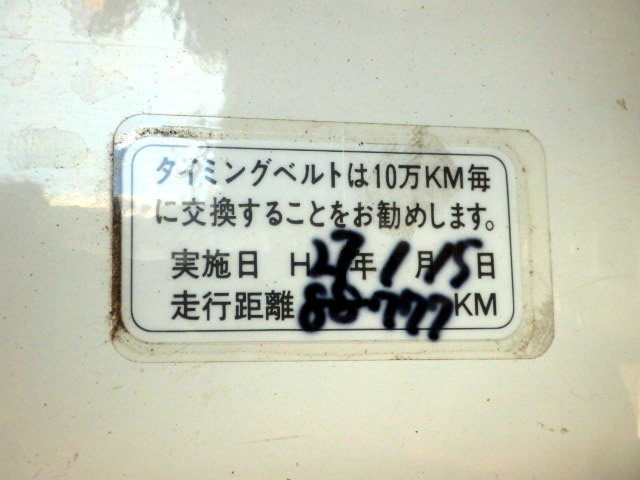 タイミングベルトは10万KM毎
に交換することをお勧めします。
実施日 H27年1月15日
走行距離 88777KM